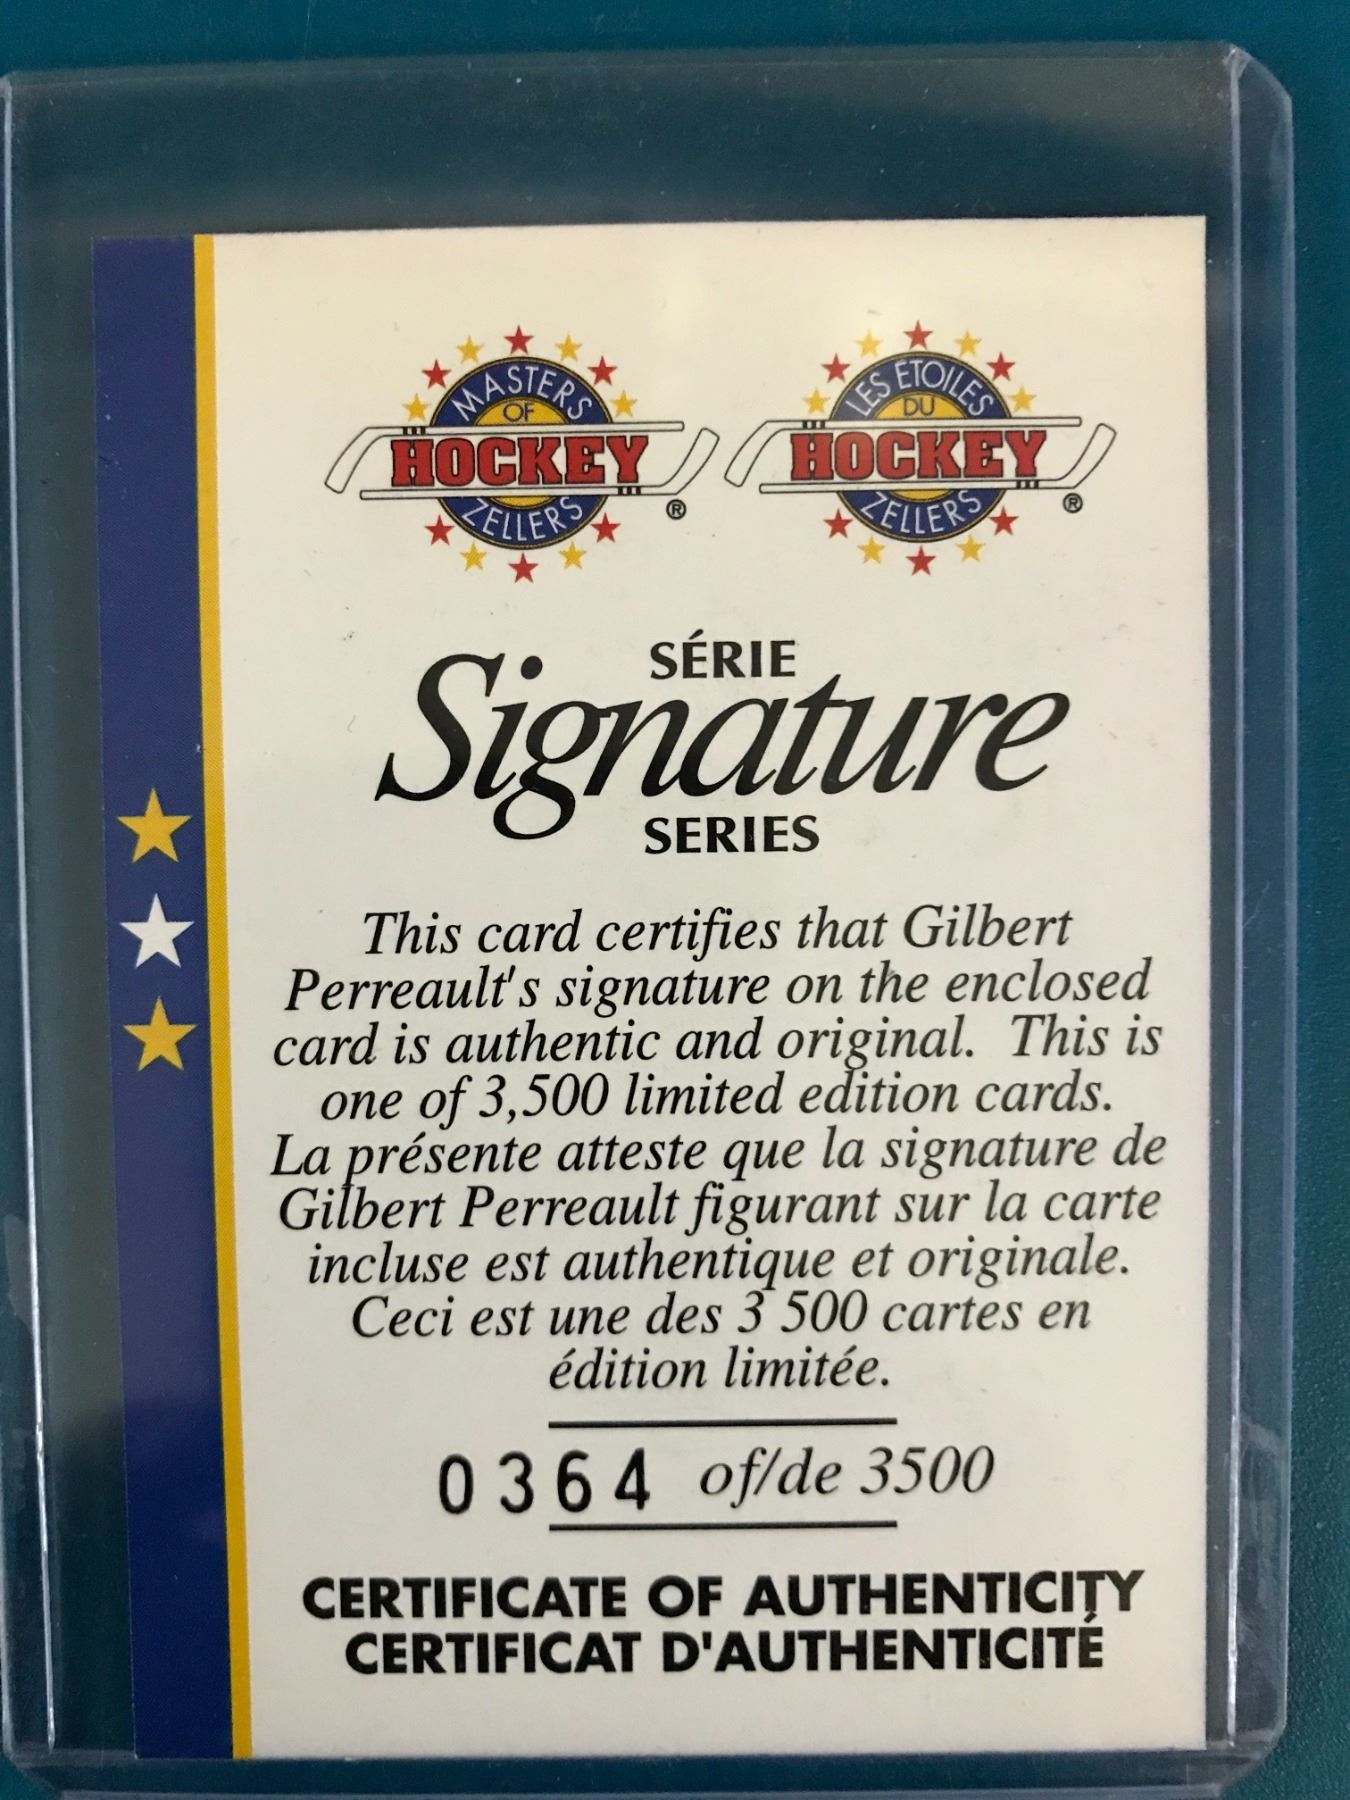 MASTERS
OF
HOCKEY
ZELLERS
®
LES ETOILES
DU
HOCKEY
ZELLERS
®
SÉRIE
Signature
SERIES
This card certifies that Gilbert
Perreault's signature on the enclosed
card is authentic and original. This is
one of 3,500 limited edition cards.
La présente atteste que la signature de
Gilbert Perreault figurant sur la carte
incluse est authentique et originale.
Ceci est une des 3 500 cartes en
édition limitée.
0364 of/de 3500
CERTIFICATE OF AUTHENTICITY
CERTIFICAT D'AUTHENTICITÉ